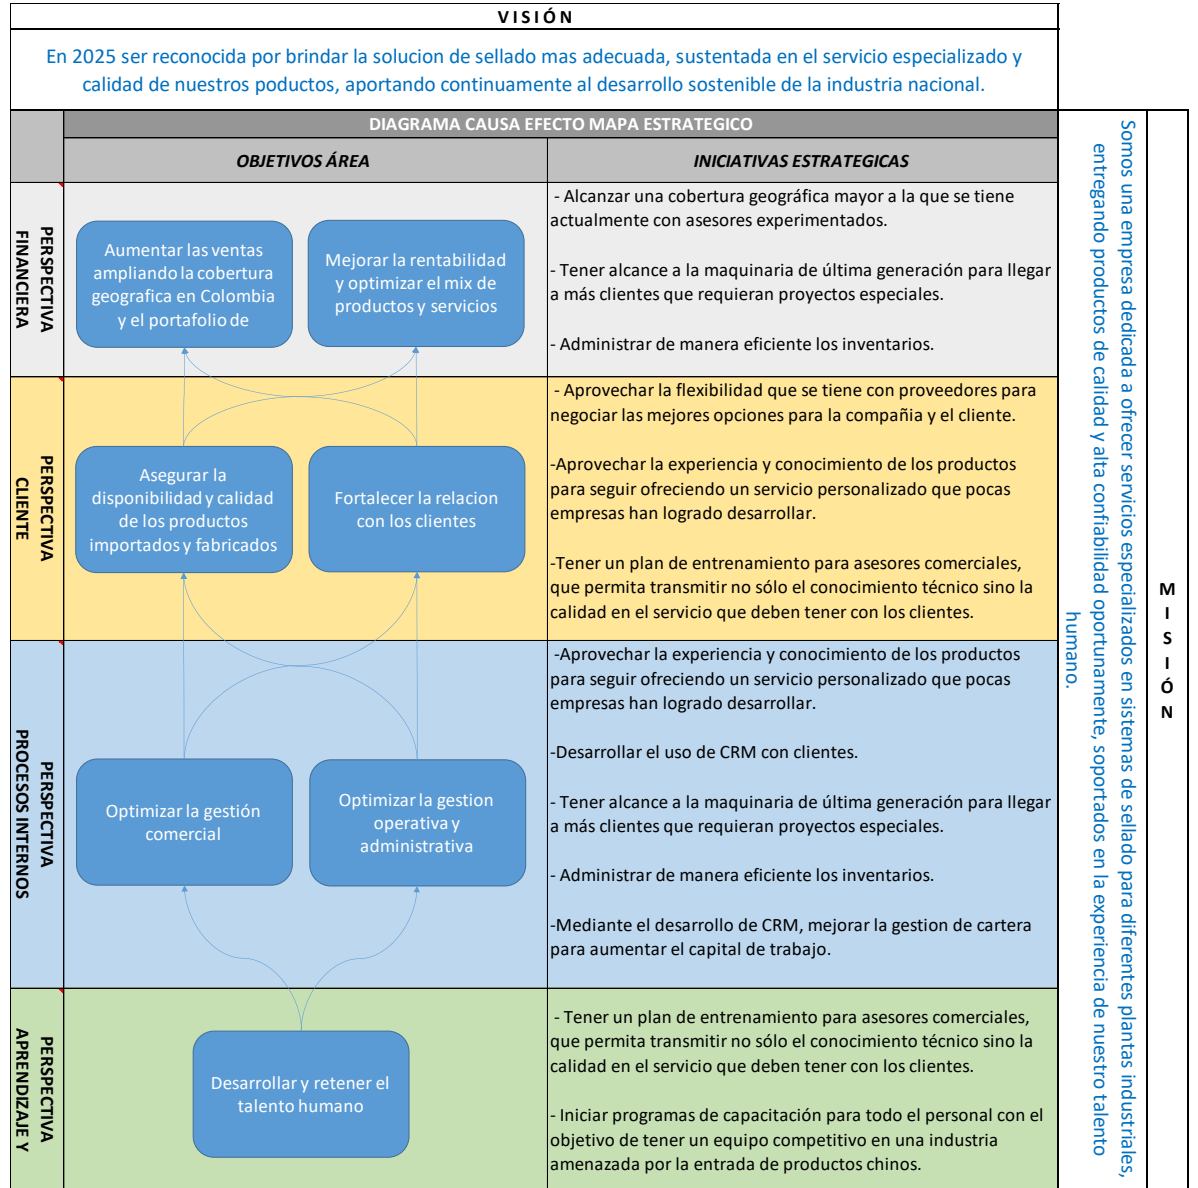 VISIÓN
En 2025 ser reconocida por brindar la solucion de sellado mas adecuada, sustentada en el servicio especializado y
calidad de nuestros poductos, aportando continuamente al desarrollo sostenible de la industria nacional.
DIAGRAMA CAUSA EFECTO MAPA ESTRATEGICO
OBJETIVOS ÁREA
INICIATIVAS ESTRATEGICAS
PERSPECTIVA
FINANCIERA
Aumentar las ventas
ampliando la cobertura
geografica en Colombia
y el portafolio de
Mejorar la rentabilidad
y optimizar el mix de
productos y servicios
- Alcanzar una cobertura geográfica mayor a la que se tiene
actualmente con asesores experimentados.
- Tener alcance a la maquinaria de última generación para llegar
a más clientes que requieran proyectos especiales.
- Administrar de manera eficiente los inventarios.
PERSPECTIVA
CLIENTE
Asegurar la
disponibilidad y calidad
de los productos
importados y fabricados
Fortalecer la relacion
con los clientes
- Aprovechar la flexibilidad que se tiene con proveedores para
negociar las mejores opciones para la compañia y el cliente.
-Aprovechar la experiencia y conocimiento de los productos
para seguir ofreciendo un servicio personalizado que pocas
empresas han logrado desarrollar.
-Tener un plan de entrenamiento para asesores comerciales,
que permita transmitir no sólo el conocimiento técnico sino la
calidad en el servicio que deben tener con los clientes.
PERSPECTIVA
PROCESOS INTERNOS
Optimizar la gestión
comercial
Optimizar la gestion
operativa y
administrativa
-Aprovechar la experiencia y conocimiento de los productos
para seguir ofreciendo un servicio personalizado que pocas
empresas han logrado desarrollar.
-Desarrollar el uso de CRM con clientes.
- Tener alcance a la maquinaria de última generación para llegar
a más clientes que requieran proyectos especiales.
- Administrar de manera eficiente los inventarios.
-Mediante el desarrollo de CRM, mejorar la gestion de cartera
para aumentar el capital de trabajo.
PERSPECTIVA
APRENDIZAJE Y
Desarrollar y retener el
talento humano
- Tener un plan de entrenamiento para asesores comerciales,
que permita transmitir no sólo el conocimiento técnico sino la
calidad en el servicio que deben tener con los clientes.
- Iniciar programas de capacitación para todo el personal con el
objetivo de tener un equipo competitivo en una industria
amenazada por la entrada de productos chinos.
Somos una empresa dedicada a ofrecer servicios especializados en sistemas de sellado para diferentes plantas industriales,
entregando productos de calidad y alta confiabilidad oportunamente, soportados en la experiencia de nuestro talento
humano.
MISIÓN